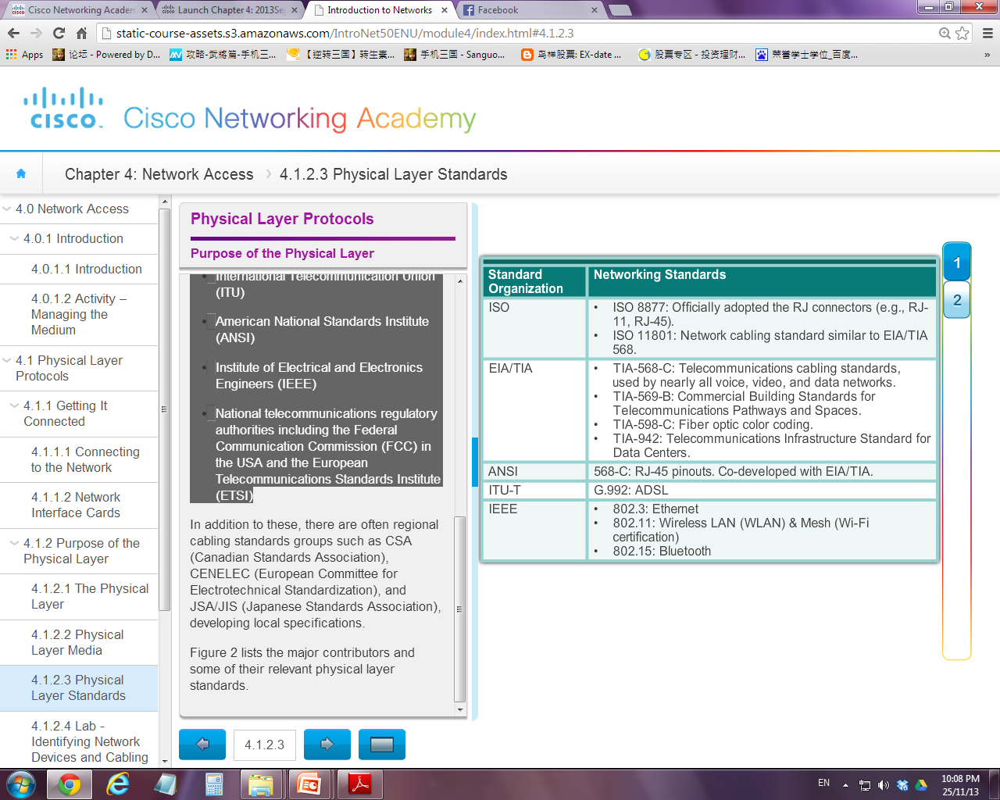 Cisco Networking Academ
Launch Chapter 4: 2013Sep
Introduction to Networks
Facebook
static-course-assets.s3.amazonaws.com/IntroNet50ENU/module4/index.html#4.1.2.3
Apps
论坛 - Powered by D...
攻略-武將篇-手机三...
【逆转三国】转生素...
手机三国 - Sanguo...
鸟样股票: EX-date ...
股票专区 - 投资理财...
荣誉学士学位_百度...
»
cisco.
Cisco Networking Academy
Chapter 4: Network Access
4.1.2.3 Physical Layer Standards
4.0 Network Access
4.0.1 Introduction
4.0.1.1 Introduction
4.0.1.2 Activity –
Managing the
Medium
4.1 Physical Layer
Protocols
4.1.1 Getting It
Connected
4.1.1.1 Connecting
to the Network
4.1.1.2 Network
Interface Cards
4.1.2 Purpose of the
Physical Layer
4.1.2.1 The Physical
Layer
4.1.2.2 Physical
Layer Media
4.1.2.3 Physical
Layer Standards
4.1.2.4 Lab -
Identifying Network
Devices and Cabling
Physical Layer Protocols
Purpose of the Physical Layer
International Telecommunication Union
(ITU)
• American National Standards Institute
(ANSI)
• Institute of Electrical and Electronics
Engineers (IEEE)
• National telecommunications regulatory
authorities including the Federal
Communication Commission (FCC) in
the USA and the European
Telecommunications Standards Institute
(ETSI)
In addition to these, there are often regional
cabling standards groups such as CSA
(Canadian Standards Association),
CENELEC (European Committee for
Electrotechnical Standardization), and
JSA/JIS (Japanese Standards Association),
developing local specifications.
Figure 2 lists the major contributors and
some of their relevant physical layer
standards.
4.1.2.3
Standard
Organization
Networking Standards
ISO
• ISO 8877: Officially adopted the RJ connectors (e.g., RJ-
11, RJ-45).
• ISO 11801: Network cabling standard similar to EIA/TIA
568.
EIA/TIA
• TIA-568-C: Telecommunications cabling standards,
used by nearly all voice, video, and data networks.
• TIA-569-B: Commercial Building Standards for
Telecommunications Pathways and Spaces.
• TIA-598-C: Fiber optic color coding.
• TIA-942: Telecommunications Infrastructure Standard for
Data Centers.
ANSI
568-C: RJ-45 pinouts. Co-developed with EIA/TIA.
ITU-T
G.992: ADSL
IEEE
• 802.3: Ethernet
• 802.11: Wireless LAN (WLAN) & Mesh (Wi-Fi
certification)
• 802.15: Bluetooth
1
2
EN
10:08 PM
25/11/13